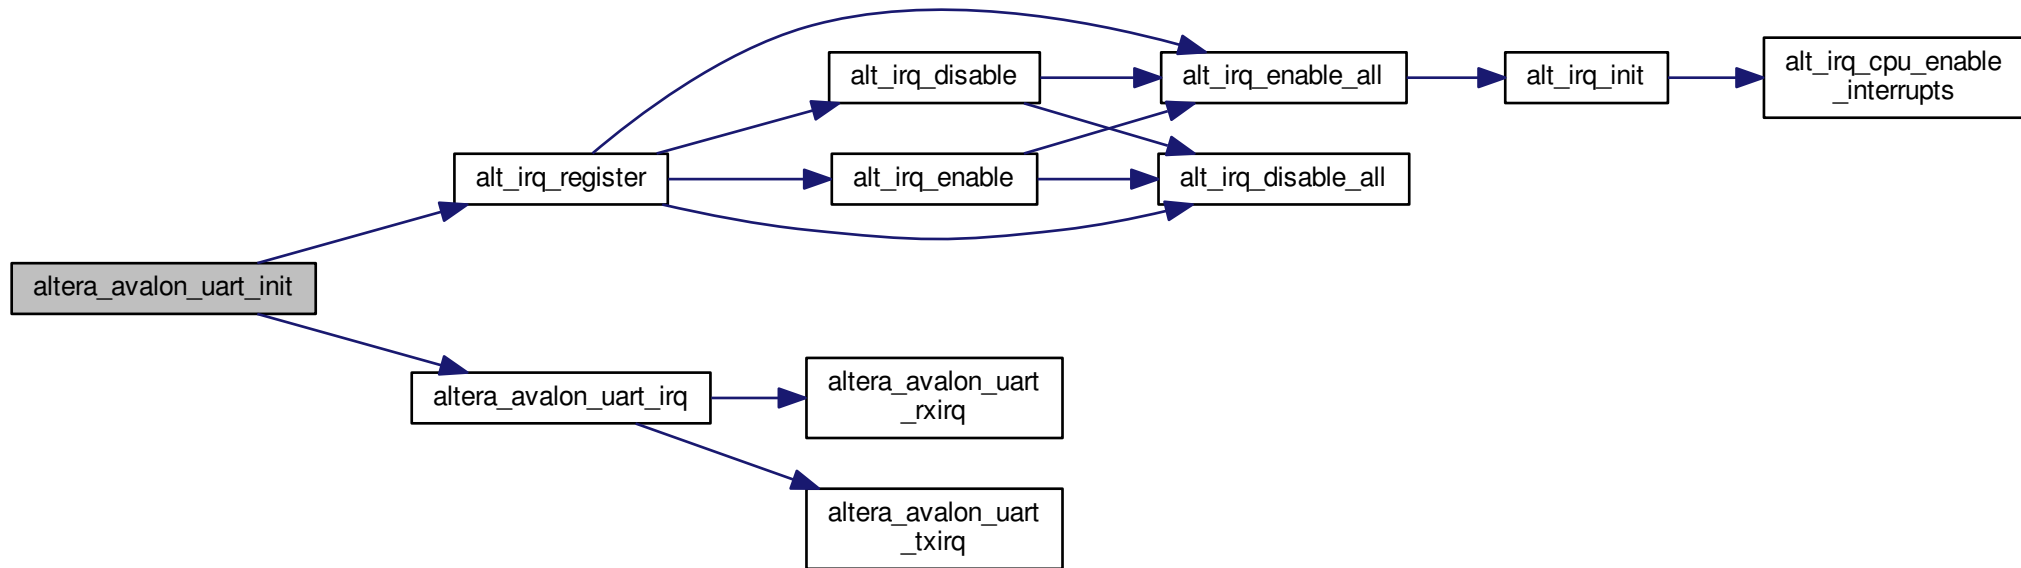 alt_irq_cpu_enable
_interrupts
alt_irq_disable
alt_irq_enable_all
alt_irq_init
alt_irq_register
alt_irq_enable
alt_irq_disable_all
altera_avalon_uart_init
altera_avalon_uart_irq
altera_avalon_uart
_rxirq
altera_avalon_uart
_txirq